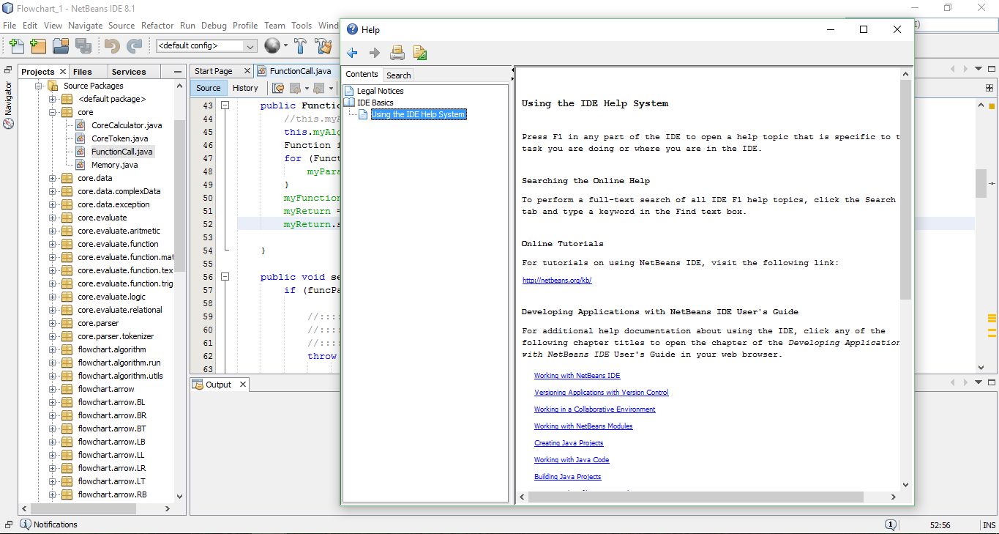 Flowchart_1 - NetBeans IDE 8.1
File Edit View Navigate Source Refactor Run Debug Profile Team Tools Wind
I)
<default config>
Projects Files Services
Navigator
Source Packages
<default package>
core
CoreCalculator.java
CoreToken.java
FunctionCall.java
Memory.java
core.data
core.data.complexData
core.data.exception
core.evaluate
core.evaluate.aritmetic
core.evaluate.function
core.evaluate.function.mat
core.evaluate.function.tex
core.evaluate.function.trig
core.evaluate.logic
core.evaluate.relational
core.parser
core.parser.tokenizer
flowchart.algorithm
flowchart.algorithm.run
flowchart.algorithm.utils
flowchart.arrow
flowchart.arrow.BL
flowchart.arrow.BR
flowchart.arrow.BT
flowchart.arrow.LB
flowchart.arrow.LL
flowchart.arrow.LR
flowchart.arrow.LT
flowchart.arrow.RB
Start Page FunctionCall.java
Source History
43 public Function
44 //this.myA
45 this.myAlg
46 Function f
47 for (Funct
48 myPara
49 }
50 myFunction
51 myReturn =
52 myReturn.s
53
54 }
55
56 public void se
57 if (funcPa
58
59 //::::
60 //::::
61 //::::
62 throw
63
Output
Help
Contents Search
Legal Notices
IDE Basics
Using the IDE Help System
Using the IDE Help System
Press F1 in any part of the IDE to open a help topic that is specific to t
task you are doing or where you are in the IDE.
Searching the Online Help
To perform a full-text search of all IDE F1 help topics, click the Search
tab and type a keyword in the Find text box.
Online Tutorials
For tutorials on using NetBeans IDE, visit the following link:
http://netbeans.org/kb/
Developing Applications with NetBeans IDE User's Guide
For additional help documentation about using the IDE, click any of the
following chapter titles to open the chapter of the Developing Application
with NetBeans IDE User's Guide in your web browser.
Working with NetBeans IDE
Versioning Applications with Version Control
Working in a Collaborative Environment
Working with NetBeans Modules
Creating Java Projects
Working with Java Code
Building Java Projects
Notifications
1
52:56 INS